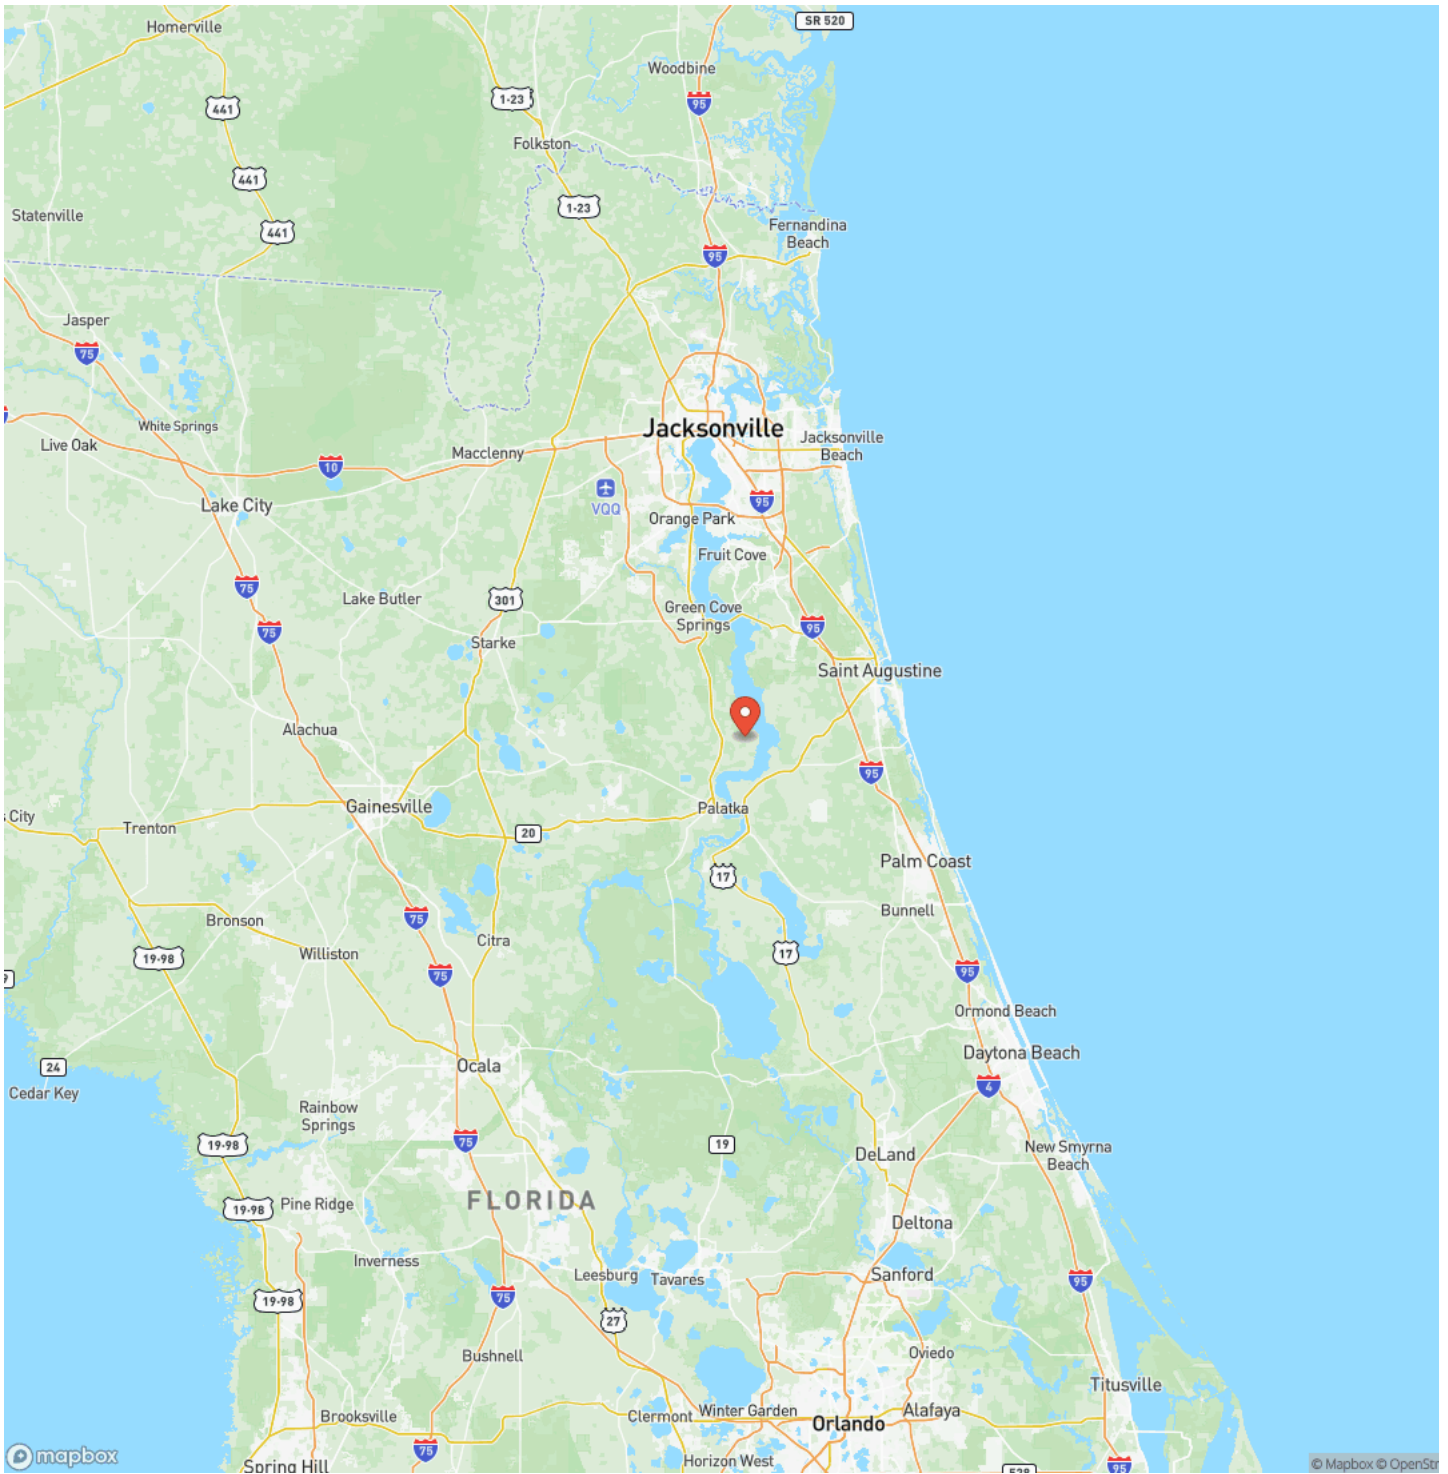 SR 520
Homerville
Woodbine
95
1-23
441
Folkston
441
1-23
Statenville
Fernandina
Beach
441
95
Jasper
75
White Springs
Jacksonville
Jacksonville
Beach
Live Oak
Macclenny
10
VQQ
95
Lake City
Orange Park
Fruit Cove
75
Lake Butler
301
Green Cove
Springs
75
95
Starke
Saint Augustine
Alachua
95
Gainesville
Palatka
s City
Trenton
20
Palm Coast
17
75
Bronson
Bunnell
Citra
Williston
17
19-98
75
95
Ormond Beach
Daytona Beach
24
Ocala
4
Cedar Key
Rainbow
Springs
19-98
75
19
New Smyrna
Beach
DeLand
FLORIDA
19-98
Pine Ridge
Deltona
Inverness
Leesburg
Tavares
Sanford
95
75
19-98
27
Bushnell
Oviedo
Titusville
Brooksville
Clermont
Winter Garden
Orlando
Alafaya
75
mapbox
Spring Hill
Horizon West
528
95
© Mapbox © OpenStr